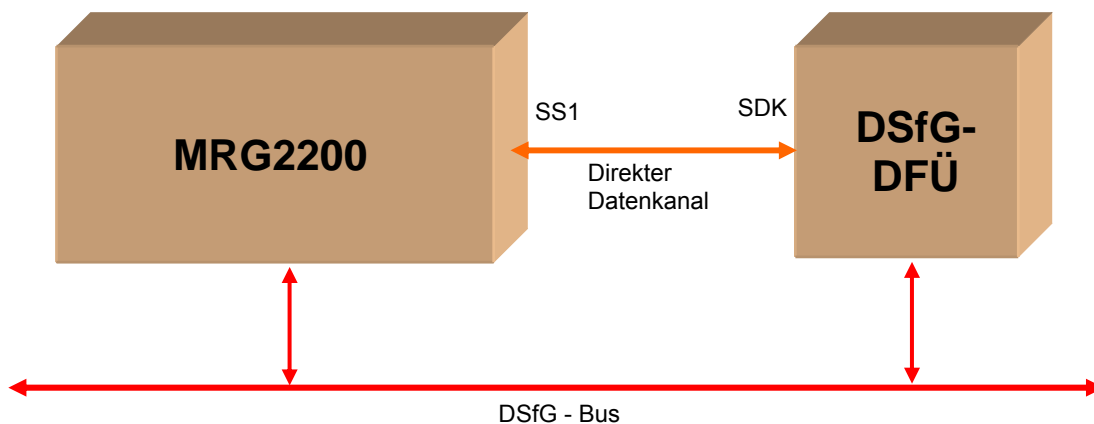 MRG2200
SS1
SDK
Direkter
Datenkanal
DSfG-
DFÜ
DSfG - Bus